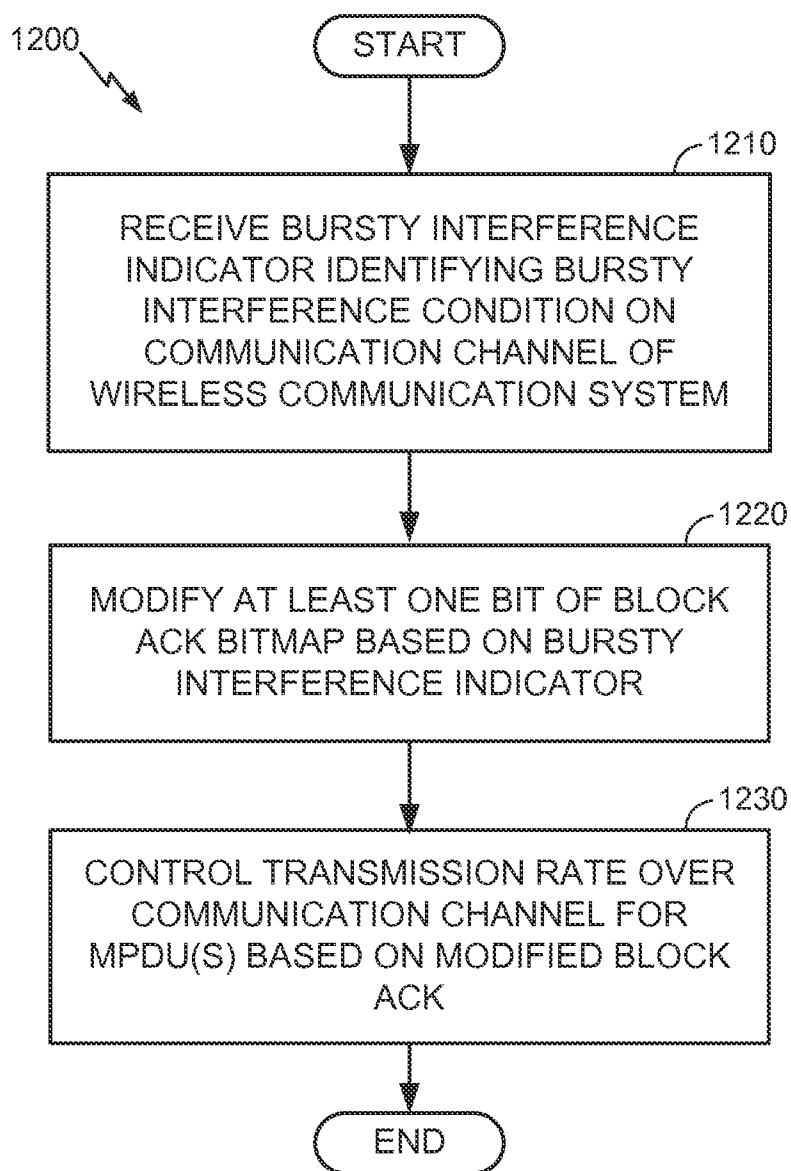 1200
START
1210
RECEIVE BURSTY INTERFERENCE
INDICATOR IDENTIFYING BURSTY
INTERFERENCE CONDITION ON
COMMUNICATION CHANNEL OF
WIRELESS COMMUNICATION SYSTEM
1220
MODIFY AT LEAST ONE BIT OF BLOCK
ACK BITMAP BASED ON BURSTY
INTERFERENCE INDICATOR
1230
CONTROL TRANSMISSION RATE OVER
COMMUNICATION CHANNEL FOR
MPDU(S) BASED ON MODIFIED BLOCK
ACK
END